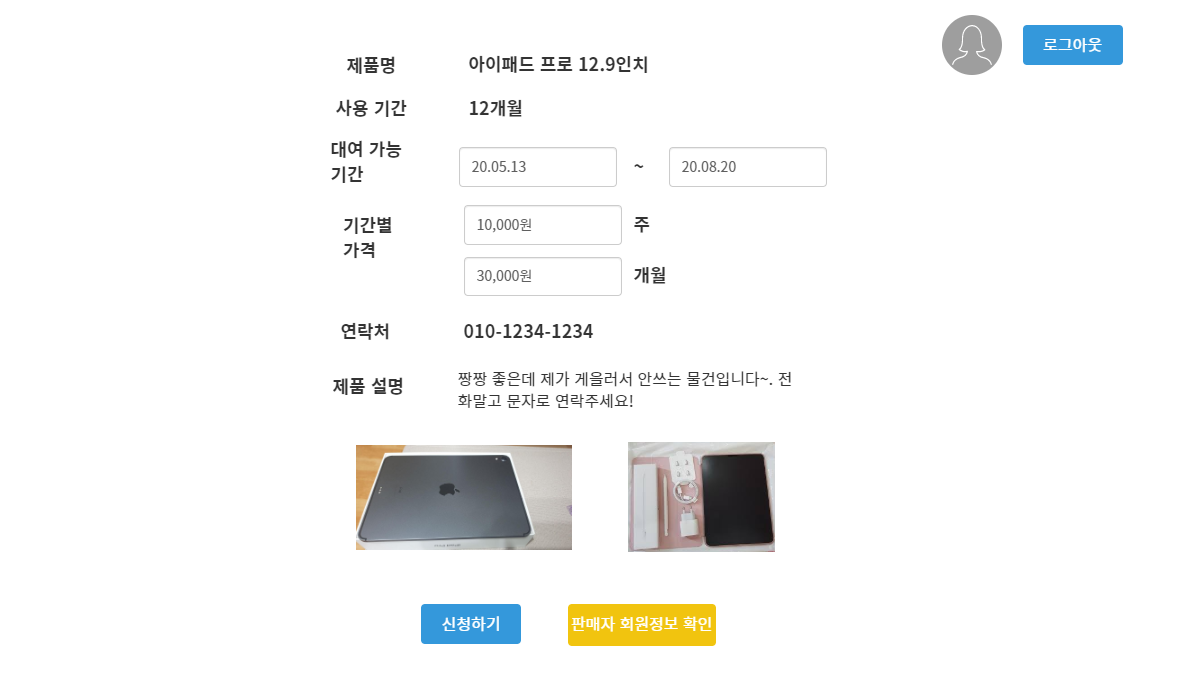 로그아웃
제품명 아이패드 프로 12.9인치
사용 기간 12개월
대여 가능
기간
20.05.13 ~ 20.08.20
기간별
가격
10,000원 주
30,000원 개월
연락처 010-1234-1234
제품 설명
짱짱 좋은데 제가 게을러서 안쓰는 물건입니다~. 전
화말고 문자로 연락주세요!
신청하기 판매자 회원정보 확인